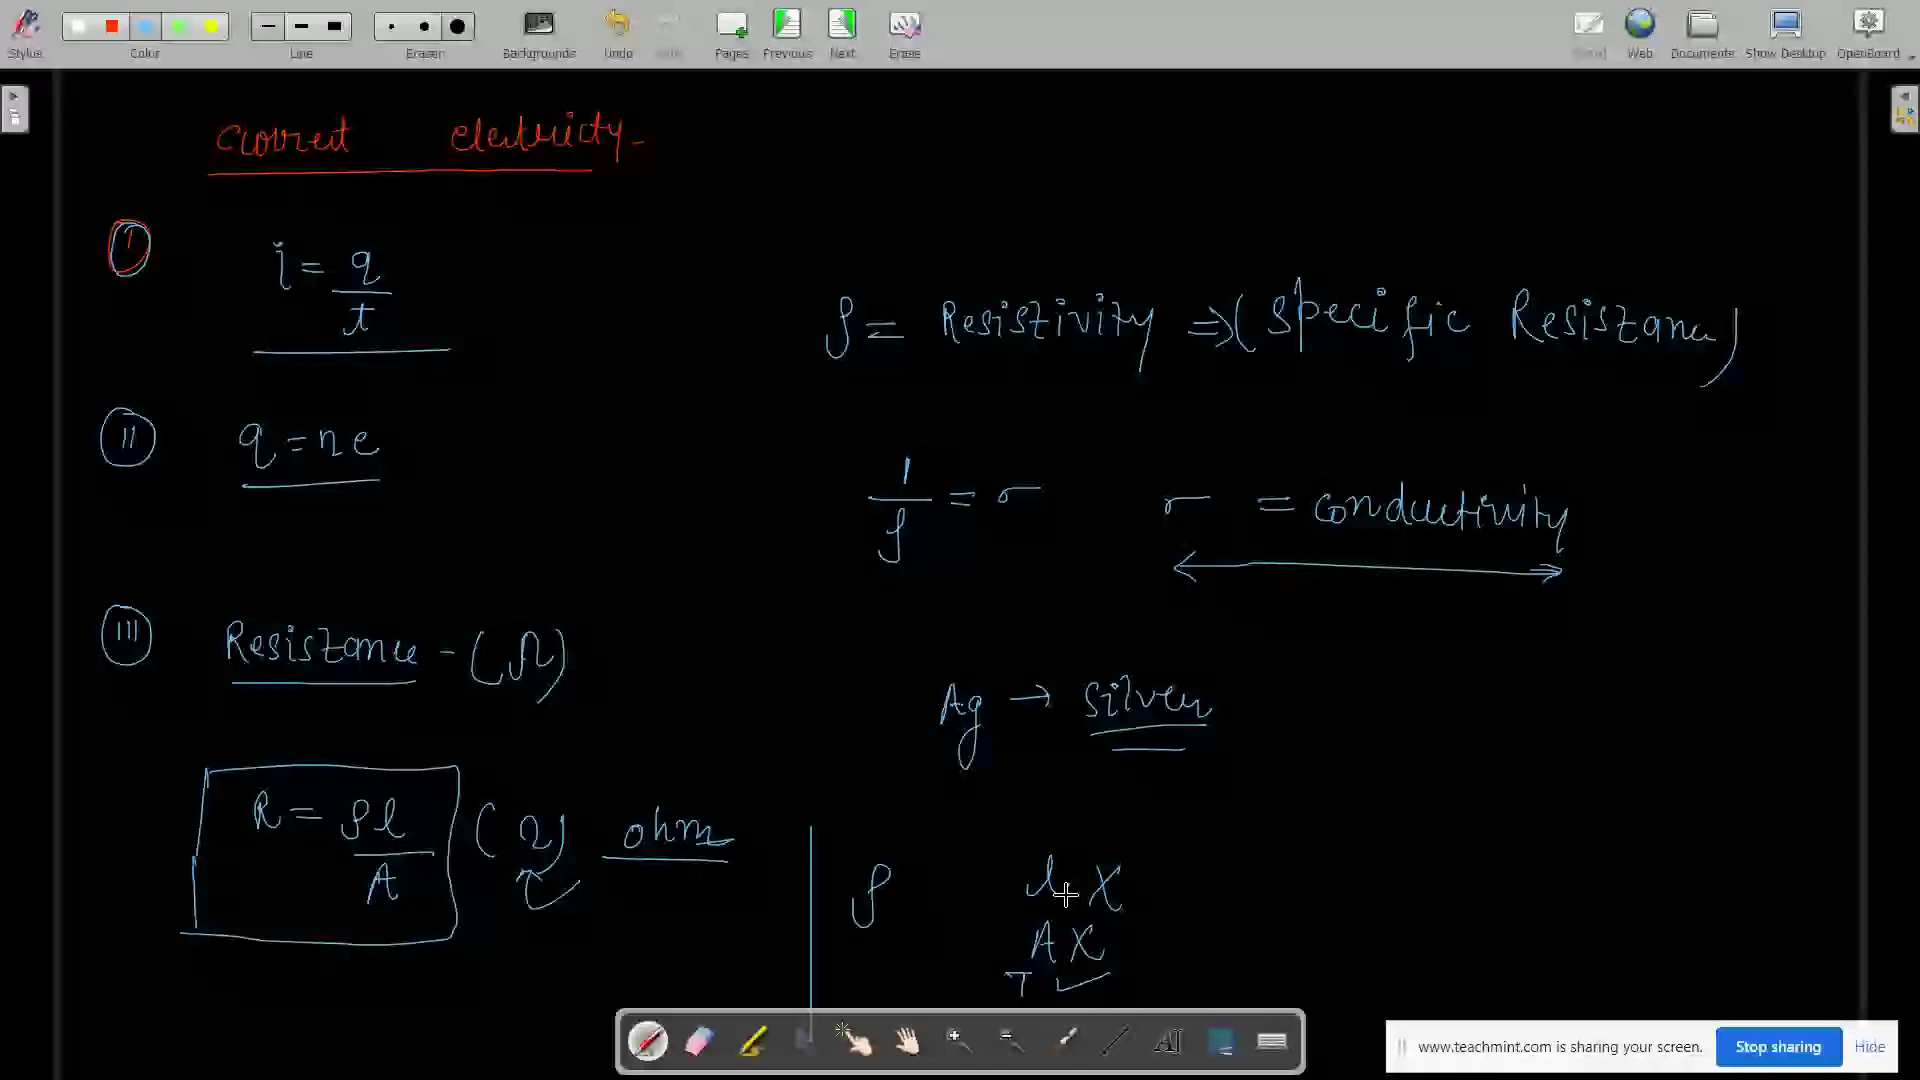 Stylus Color Line Eraser Backgrounds Undo Pages Previous Next Erase Web Documents Show Desktop OpenBoard
current electricity-
I i = q/t
ρ = Resistivity ⇒ (Specific Resistance)
II q = ne
1/ρ = σ σ = conductivity
III Resistance - (Ω)
Ag → silver
R = ρl/A (Ω) ohm
ρ l X
A X
T ✓
www.teachmint.com is sharing your screen. Stop sharing Hide